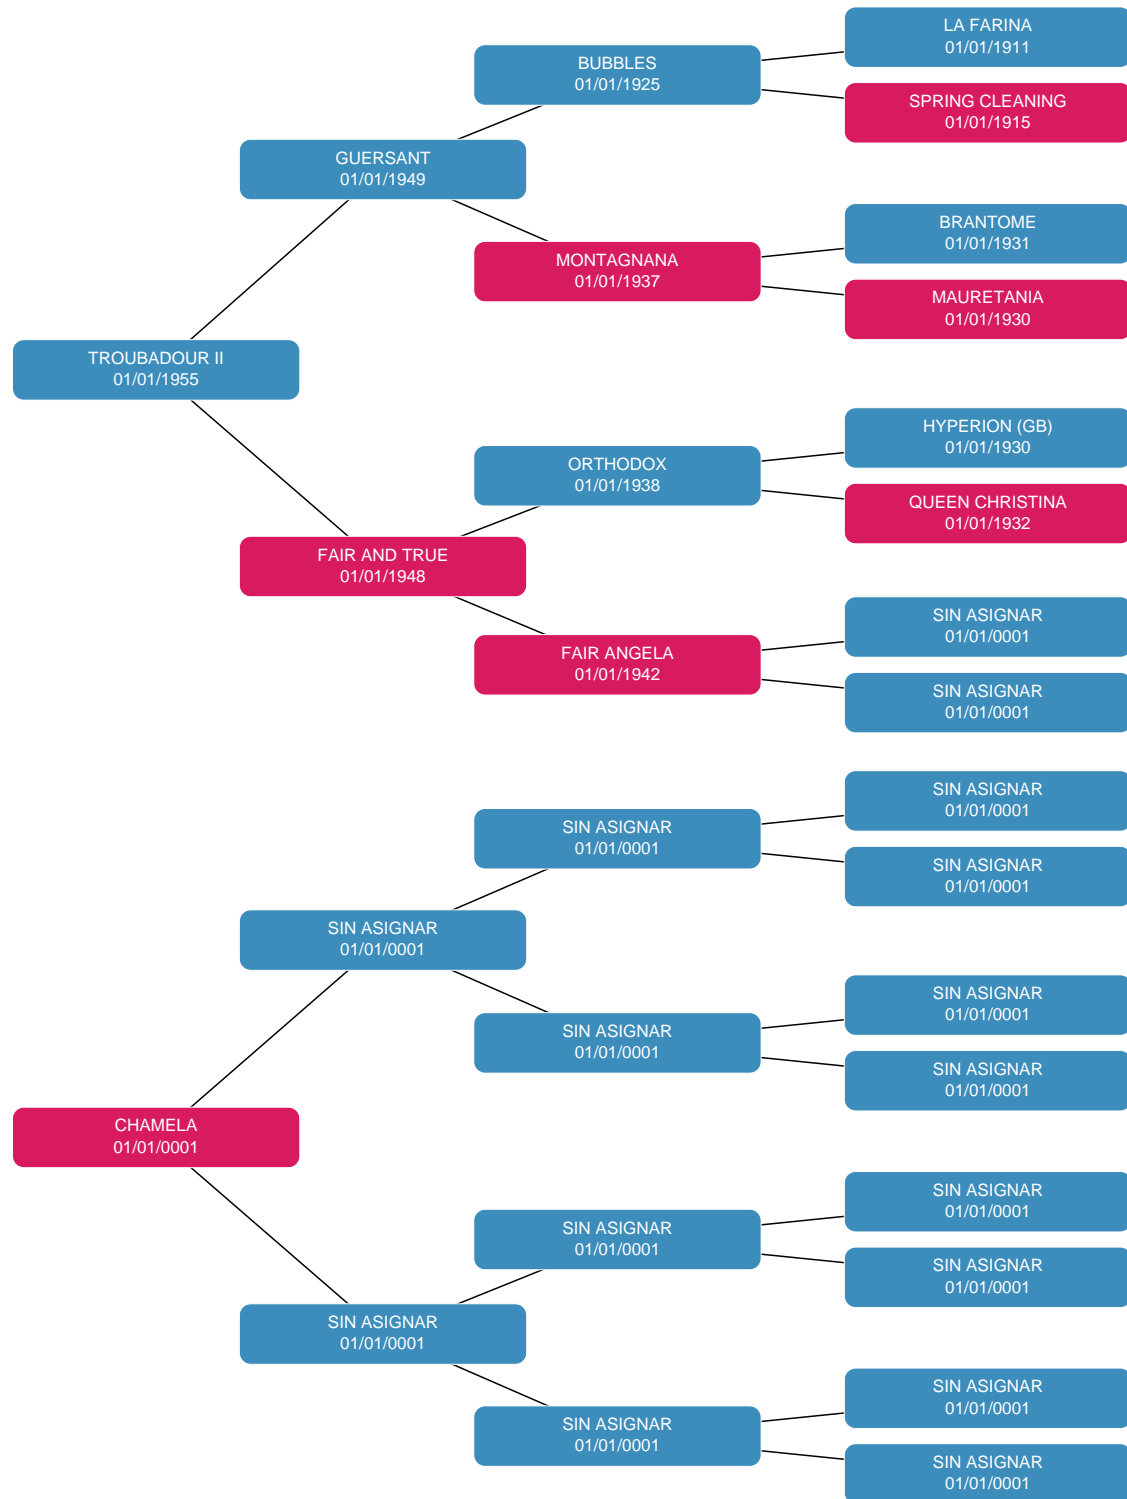 LA FARINA
01/01/1911
BUBBLES
01/01/1925
SPRING CLEANING
01/01/1915
GUERSANT
01/01/1949
BRANTOME
01/01/1931
MONTAGNANA
01/01/1937
MAURETANIA
01/01/1930
TROUBADOUR II
01/01/1955
HYPERION (GB)
01/01/1930
ORTHODOX
01/01/1938
QUEEN CHRISTINA
01/01/1932
FAIR AND TRUE
01/01/1948
SIN ASIGNAR
01/01/0001
FAIR ANGELA
01/01/1942
SIN ASIGNAR
01/01/0001
SIN ASIGNAR
01/01/0001
SIN ASIGNAR
01/01/0001
SIN ASIGNAR
01/01/0001
SIN ASIGNAR
01/01/0001
SIN ASIGNAR
01/01/0001
SIN ASIGNAR
01/01/0001
SIN ASIGNAR
01/01/0001
CHAMELA
01/01/0001
SIN ASIGNAR
01/01/0001
SIN ASIGNAR
01/01/0001
SIN ASIGNAR
01/01/0001
SIN ASIGNAR
01/01/0001
SIN ASIGNAR
01/01/0001
SIN ASIGNAR
01/01/0001
SIN ASIGNAR
01/01/0001